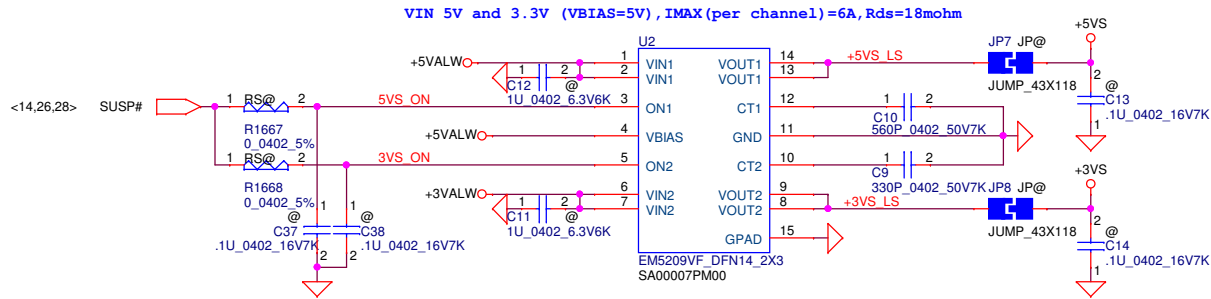 VIN 5V and 3.3V (VBIAS=5V),IMAX(per channel)=6A,Rds=18mohm
+5VS
U2
JP7 JP@
+5VALW 1 VIN1 VOUT1 14 +5VS_LS
2 VIN1 VOUT1 13
1 2
C12 @
1U_0402_6.3V6K
JUMP_43X118
@
C13
.1U_0402_16V7K
2
1
<14,26,28> SUSP# 1 RS@ 2 5VS_ON 3 ON1 CT1 12 1 2
C10
560P_0402_50V7K
R1667
0_0402_5%
+5VALW 4 VBIAS GND 11
1 RS@ 2 3VS_ON 5 ON2 CT2 10 1 2
C9
330P_0402_50V7K
R1668
0_0402_5%
+3VS
+3VALW 6 VIN2 VOUT2 9
7 VIN2 VOUT2 8 +3VS_LS
JP8 JP@
1 2
C11 @
1U_0402_6.3V6K
JUMP_43X118
1 @ 1 @
C37 C38
.1U_0402_16V7K .1U_0402_16V7K
2 2
GPAD 15
@
C14
.1U_0402_16V7K
2
1
EM5209VF_DFN14_2X3
SA00007PM00